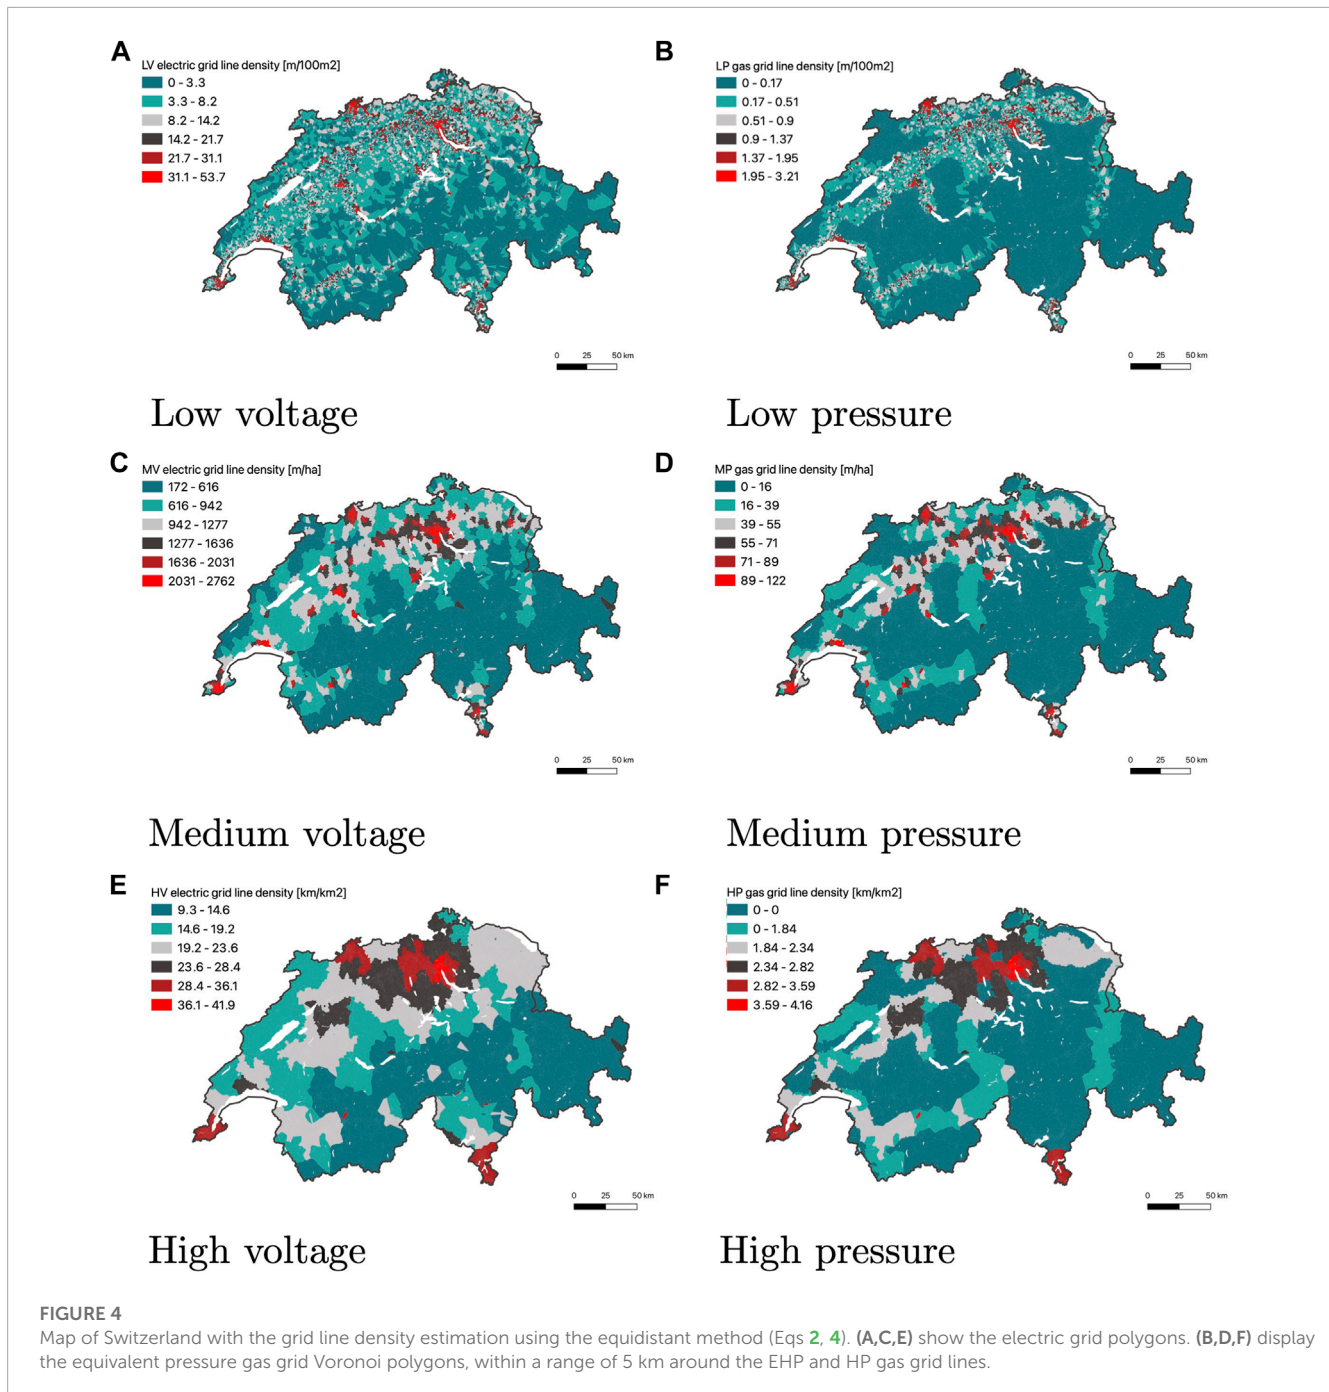 A
LV electric grid line density [m/100m2]
0 - 3.3
3.3 - 8.2
8.2 - 14.2
14.2 - 21.7
21.7 - 31.1
31.1 - 53.7
0 25 50 km
Low voltage
B
LP gas grid line density [m/100m2]
0 - 0.17
0.17 - 0.51
0.51 - 0.9
0.9 - 1.37
1.37 - 1.95
1.95 - 3.21
0 25 50 km
Low pressure
C
MV electric grid line density [m/ha]
172 - 616
616 - 942
942 - 1277
1277 - 1636
1636 - 2031
2031 - 2762
0 25 50 km
Medium voltage
D
MP gas grid line density [m/ha]
0 - 16
16 - 39
39 - 55
55 - 71
71 - 89
89 - 122
0 25 50 km
Medium pressure
E
HV electric grid line density [km/km2]
9.3 - 14.6
14.6 - 19.2
19.2 - 23.6
23.6 - 28.4
28.4 - 36.1
36.1 - 41.9
0 25 50 km
High voltage
F
HP gas grid line density [km/km2]
0 - 0
0 - 1.84
1.84 - 2.34
2.34 - 2.82
2.82 - 3.59
3.59 - 4.16
0 25 50 km
High pressure
FIGURE 4
Map of Switzerland with the grid line density estimation using the equidistant method (Eqs 2, 4). (A,C,E) show the electric grid polygons. (B,D,F) display
the equivalent pressure gas grid Voronoi polygons, within a range of 5 km around the EHP and HP gas grid lines.